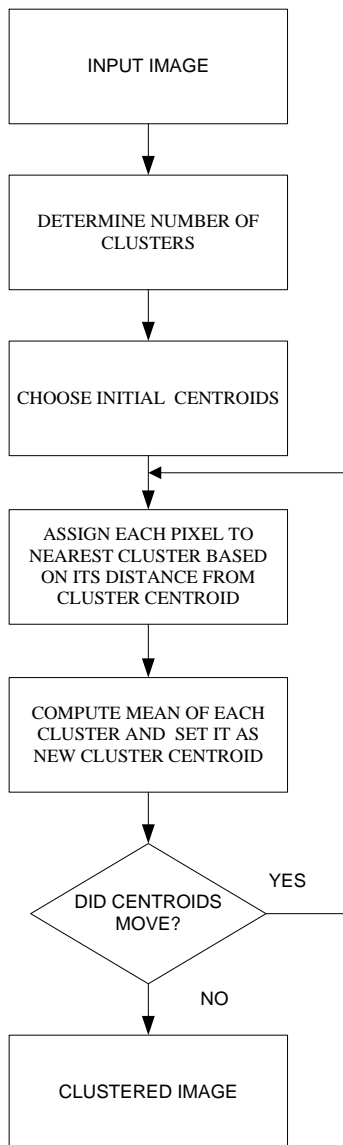 INPUT IMAGE
DETERMINE NUMBER OF
CLUSTERS
CHOOSE INITIAL CENTROIDS
ASSIGN EACH PIXEL TO
NEAREST CLUSTER BASED
ON ITS DISTANCE FROM
CLUSTER CENTROID
COMPUTE MEAN OF EACH
CLUSTER AND SET IT AS
NEW CLUSTER CENTROID
DID CENTROIDS
MOVE?
YES
NO
CLUSTERED IMAGE